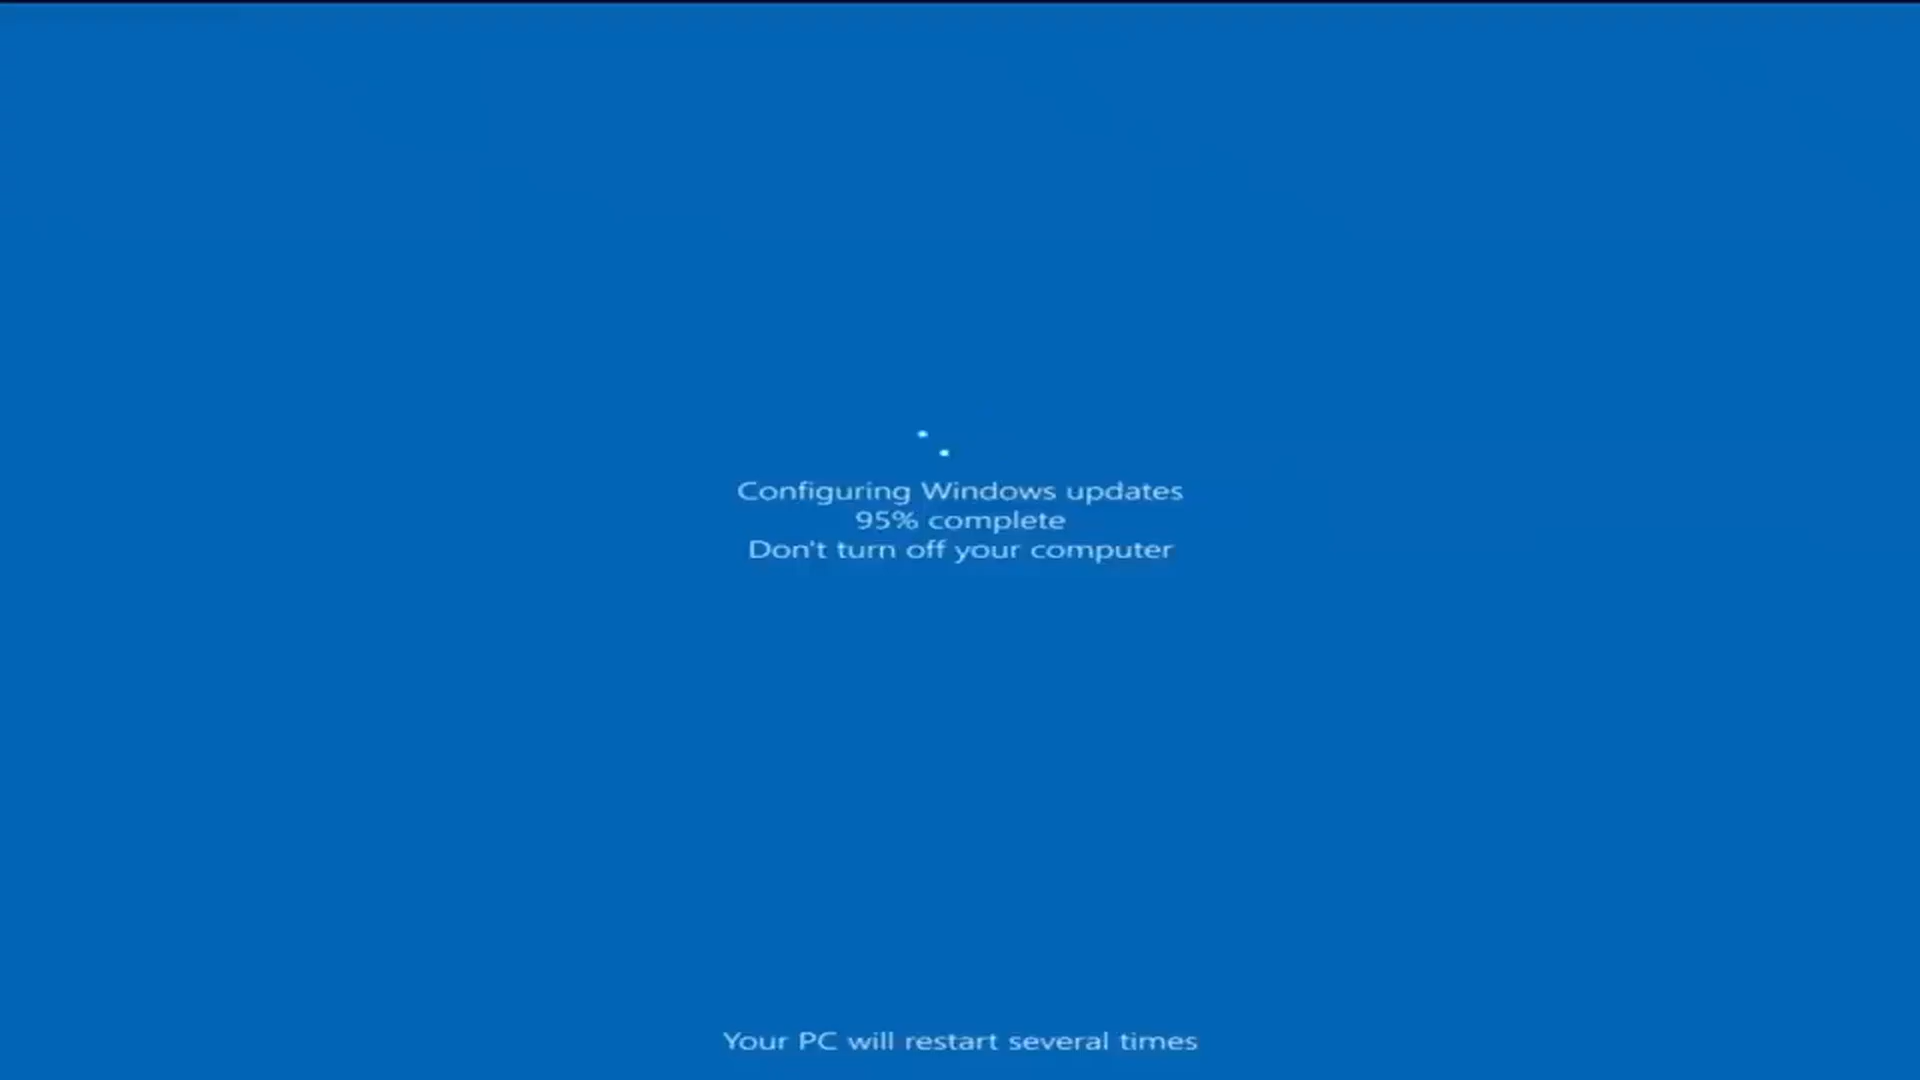 Configuring Windows updates
95% complete
Don't turn off your computer
Your PC will restart several times